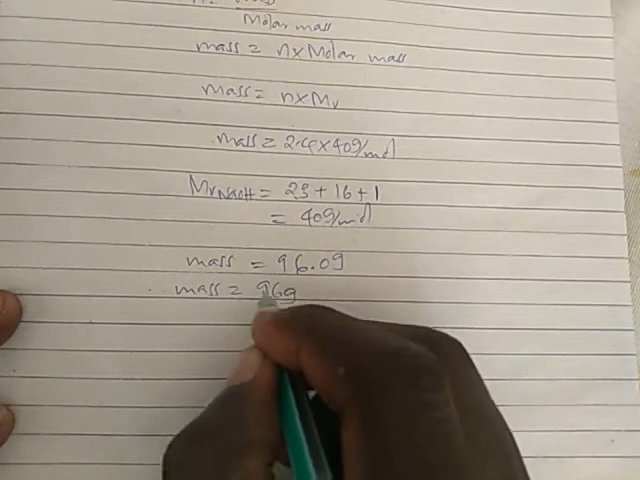 Molar mass
mass = n×Molar mass
mass = n×Mr
mass = 2.4×40g/mol
MrNaOH = 23 + 16 + 1
= 40g/mol
mass = 96.0g
mass = 96g